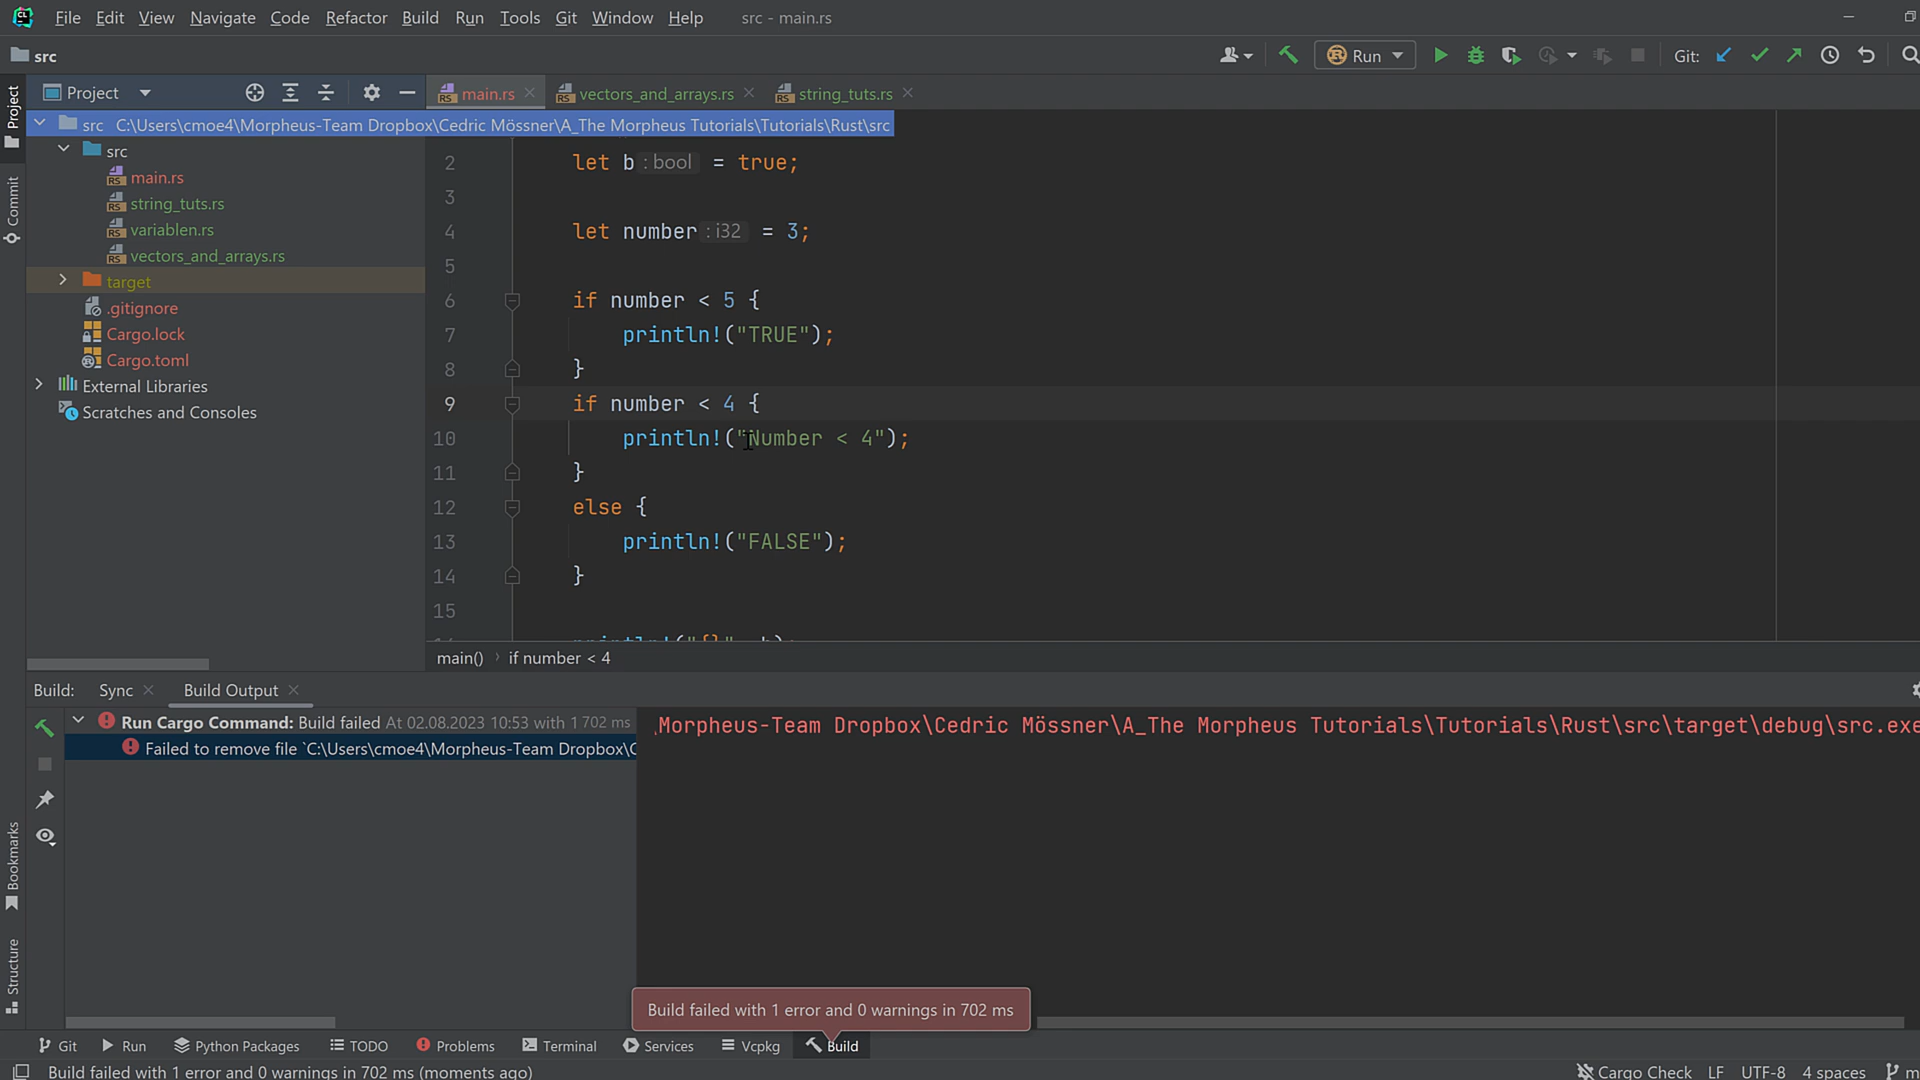 CL File Edit View Navigate Code Refactor Build Run Tools Git Window Help src - main.rs
src Run Git:
Project main.rs vectors_and_arrays.rs string_tuts.rs
Project
Commit
src C:\Users\cmoe4\Morpheus-Team Dropbox\Cedric Mössner\A_The Morpheus Tutorials\Tutorials\Rust\src
src
main.rs
string_tuts.rs
variablen.rs
vectors_and_arrays.rs
target
.gitignore
Cargo.lock
Cargo.toml
External Libraries
Scratches and Consoles
2 let b : bool = true;
3
4 let number : i32 = 3;
5
6 if number < 5 {
7 println!("TRUE");
8 }
9 if number < 4 {
10 println!("Number < 4");
11 }
12 else {
13 println!("FALSE");
14 }
15
main() › if number < 4
Build: Sync Build Output
Run Cargo Command: Build failed At 02.08.2023 10:53 with 1 702 ms
Failed to remove file `C:\Users\cmoe4\Morpheus-Team Dropbox\C
Morpheus-Team Dropbox\Cedric Mössner\A_The Morpheus Tutorials\Tutorials\Rust\src\target\debug\src.exe
Bookmarks
Structure
Build failed with 1 error and 0 warnings in 702 ms
Git Run Python Packages TODO Problems Terminal Services Vcpkg Build
Build failed with 1 error and 0 warnings in 702 ms (moments ago) Cargo Check LF UTF-8 4 spaces m